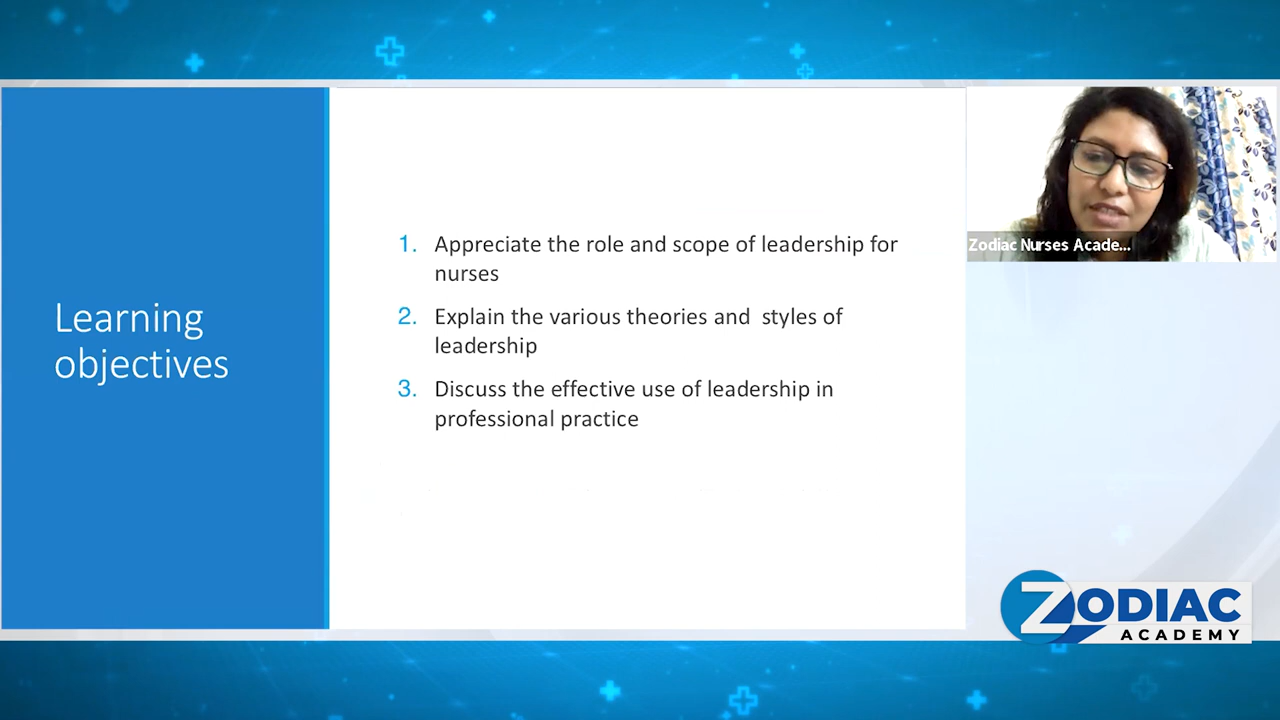 Learning
objectives
1. Appreciate the role and scope of leadership for
nurses
2. Explain the various theories and styles of
leadership
3. Discuss the effective use of leadership in
professional practice
Zodiac Nurses Acade...
ZODIAC
ACADEMY